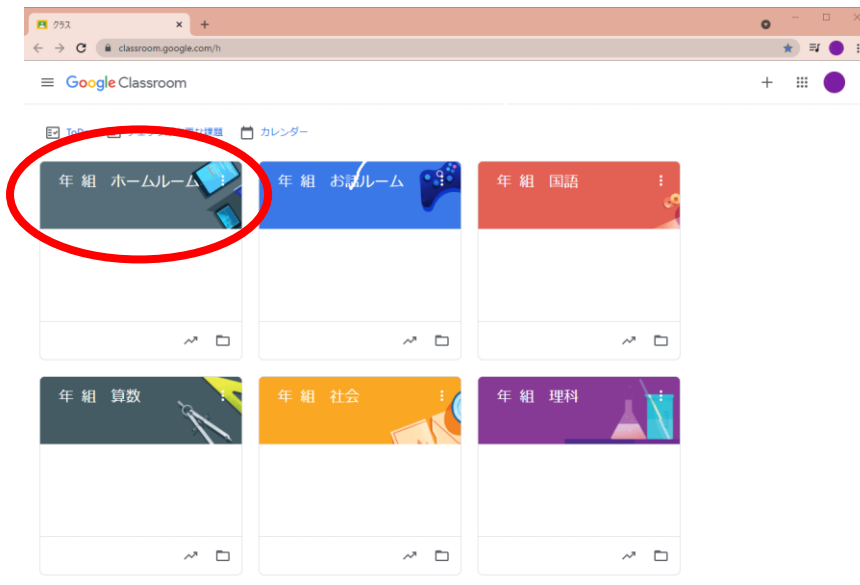 クラス
classroom.google.com/h
Google Classroom
カレンダー
年 組 ホームルーム
年 組 お話ルーム
年 組 国語
年 組 算数
年 組 社会
年 組 理科